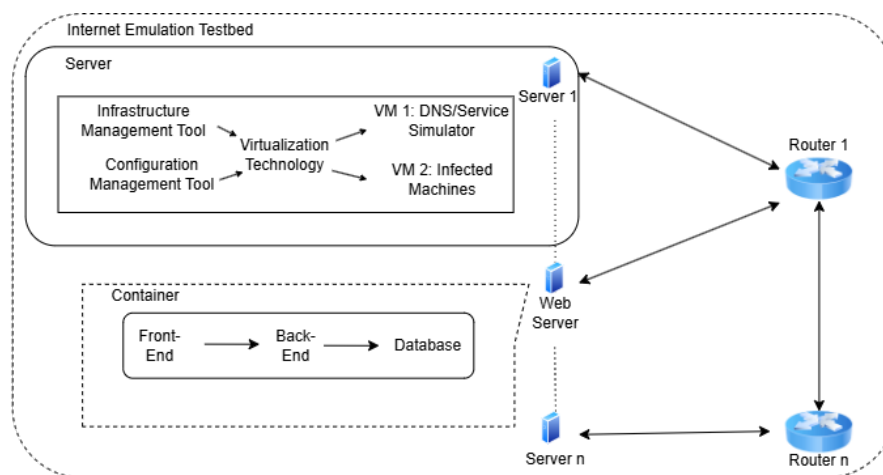 Internet Emulation Testbed
Server
Server 1
Infrastructure
Management Tool
Configuration
Management Tool
Virtualization
Technology
VM 1: DNS/Service
Simulator
VM 2: Infected
Machines
Router 1
Container
Front-
End
Back-
End
Database
Web
Server
Server n
Router n